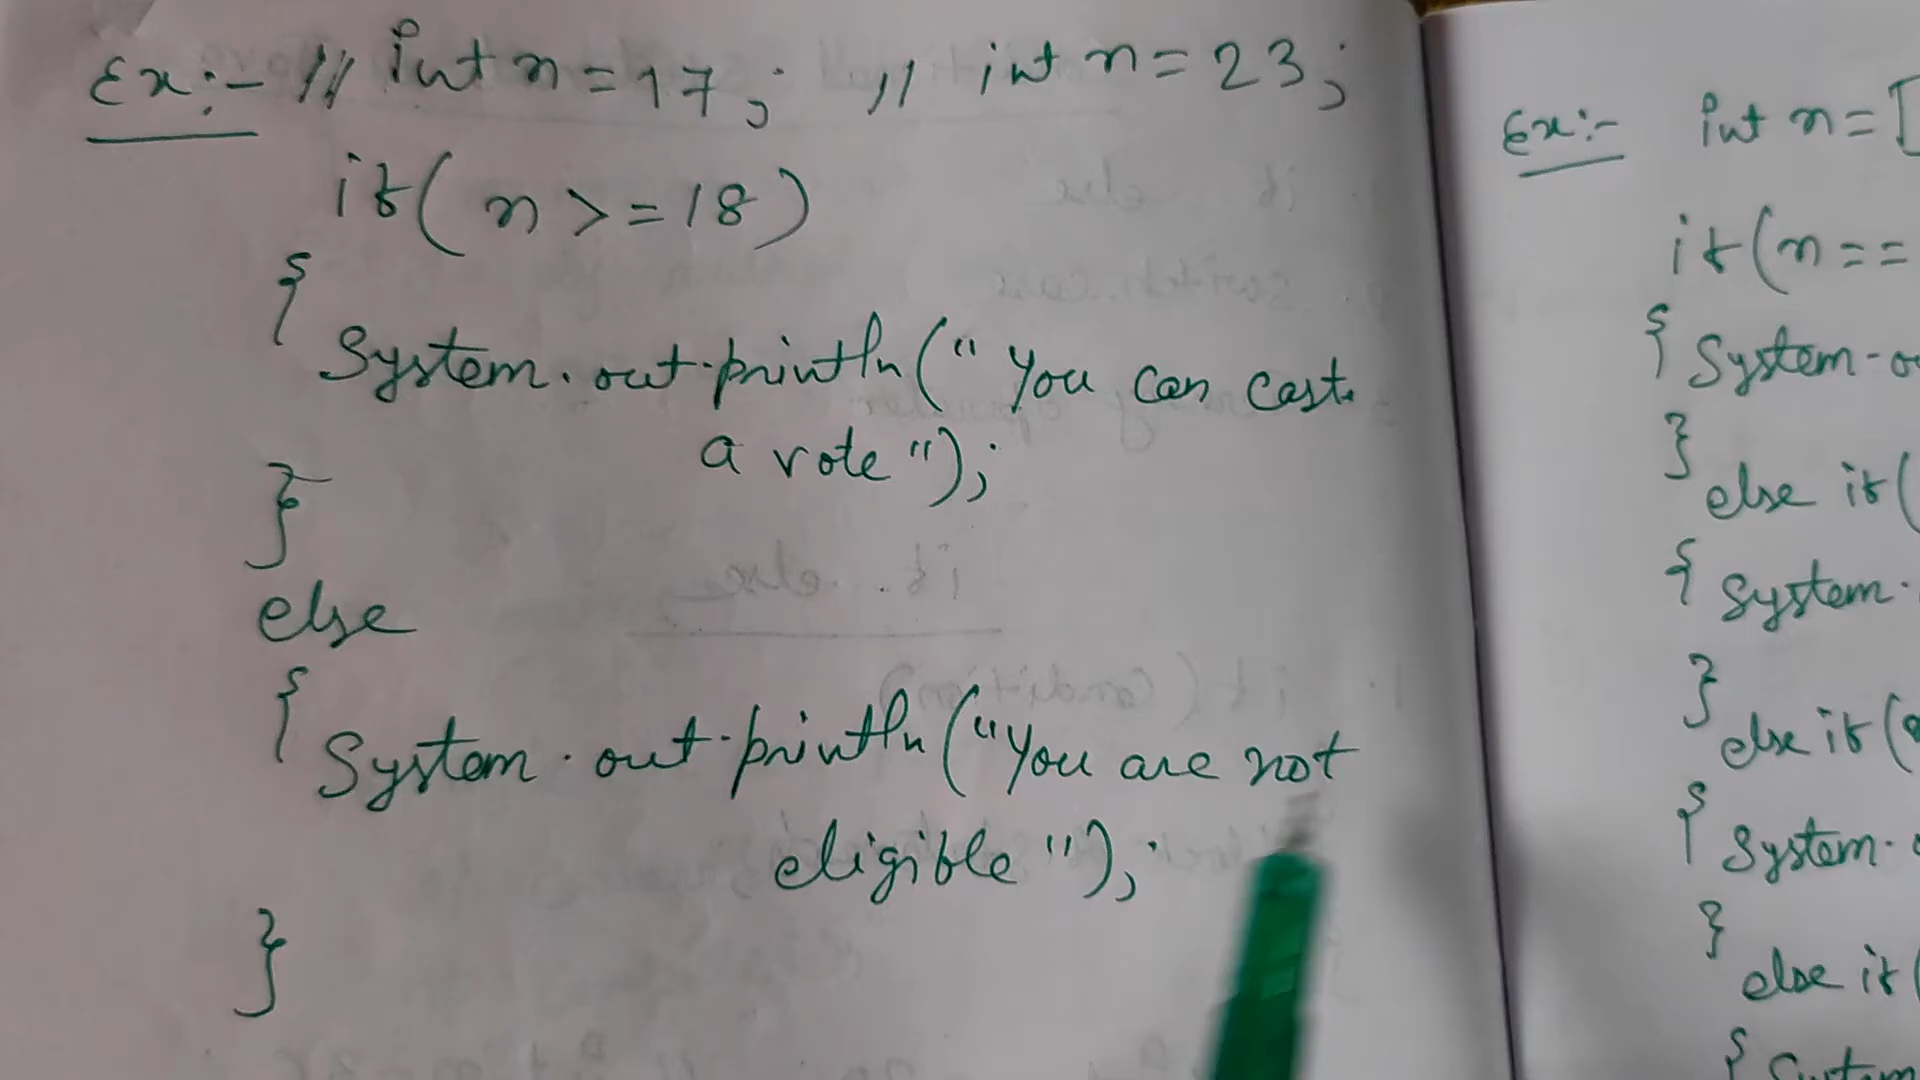 Ex:- // int n = 17; // int n = 23;
if( n >= 18)
{
System.out.println("You can cast
a vote");
}
else
{
System.out.println("You are not
eligible");
}
Ex:- int n = [
if(n ==
{ System.o
}
else if(
{ System.
}
else if(
{ System.
}
else if(
{ System